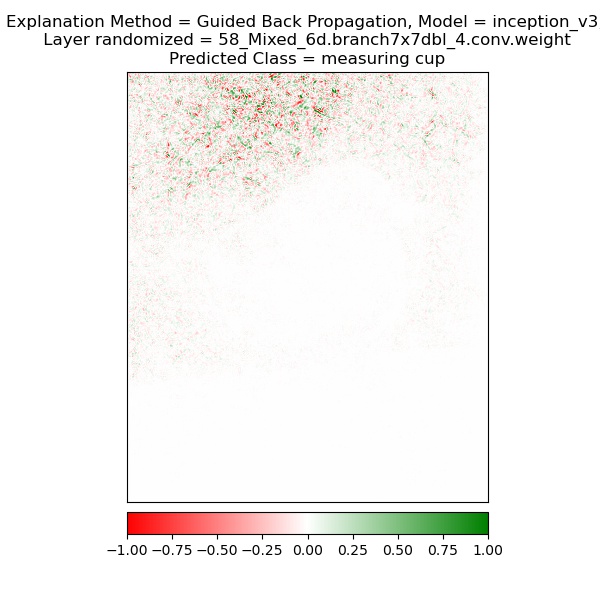 Explanation Method = Guided Back Propagation, Model = inception_v3
Layer randomized = 58_Mixed_6d.branch7x7dbl_4.conv.weight
Predicted Class = measuring cup
−1.00 −0.75 −0.50 −0.25 0.00 0.25 0.50 0.75 1.00